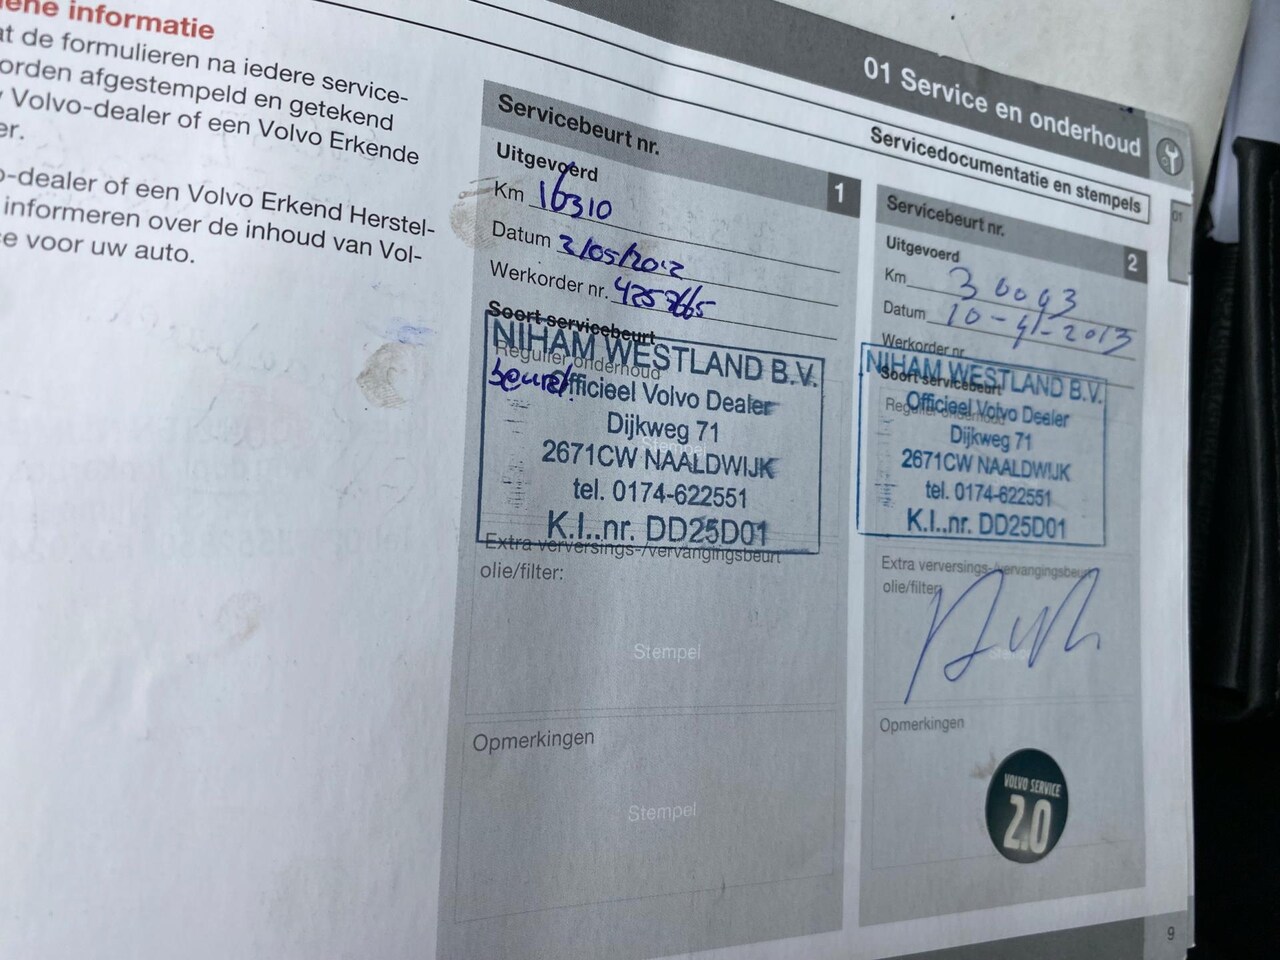 ene informatie
at de formulieren na iedere service-
orden afgestempeld en getekend
Volvo-dealer of een Volvo Erkende
er.
o-dealer of een Volvo Erkend Herstel-
informeren over de inhoud van Vol-
e voor uw auto.
01 Service en onderhoud
Servicedocumentatie en stempels
01
Servicebeurt nr.
1
Uitgevoerd
Km 16310
Datum 2/05/2012
Werkorder nr.
Soort servicebeurt
Regulier onderhoud
beurt
NIHAM WESTLAND B.V.
Officieel Volvo Dealer
Dijkweg 71
2671CW NAALDWIJK
tel. 0174-622551
K.I..nr. DD25D01
Stempel
Extra verversings-/vervangingsbeurt
olie/filter:
Stempel
Opmerkingen
Stempel
Servicebeurt nr.
2
Uitgevoerd
Km 30093
Datum 10-4-2013
Werkorder nr.
Soort servicebeurt
Regulier onderhoud
NIHAM WESTLAND B.V.
Officieel Volvo Dealer
Dijkweg 71
2671CW NAALDWIJK
tel. 0174-622551
K.I..nr. DD25D01
Extra verversings-/vervangingsbeurt
olie/filter:
Opmerkingen
VOLVO SERVICE
2.0
9